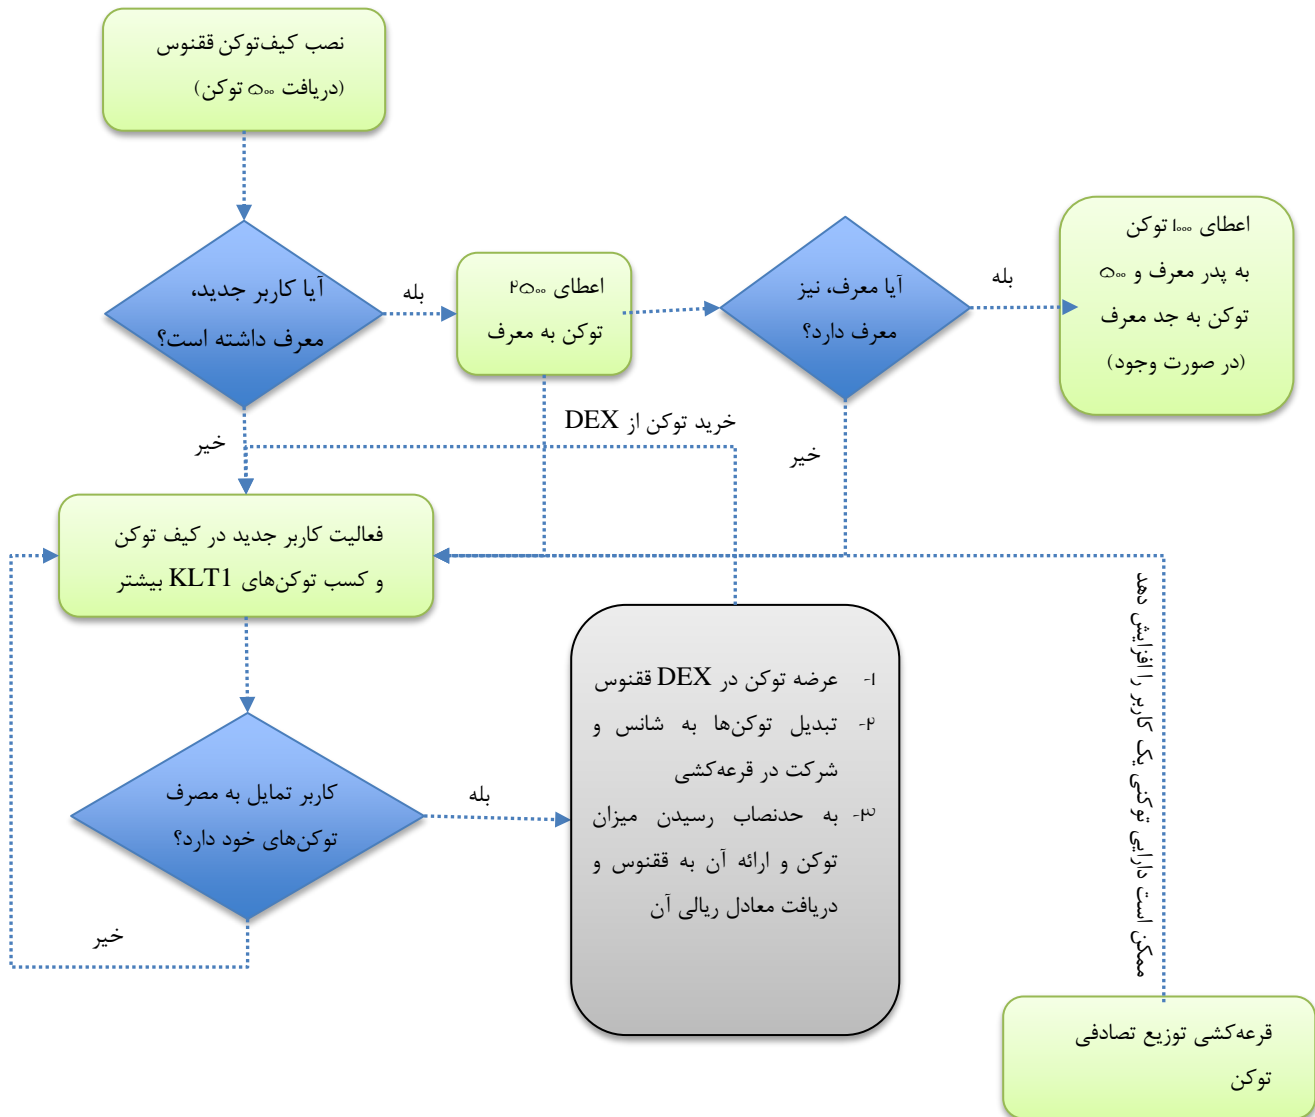 نصب کیف‌توکن ققنوس
(دریافت ۵۰۰ توکن)
آیا کاربر جدید،
معرف داشته است؟
بله
اعطای ۲۵۰۰
توکن به معرف
آیا معرف، نیز
معرف دارد؟
بله
اعطای ۱۰۰۰ توکن
به پدر معرف و ۵۰۰
توکن به جد معرف
(در صورت وجود)
خیر
خرید توکن از DEX
خیر
فعالیت کاربر جدید در کیف توکن
و کسب توکن‌های KLT1 بیشتر
ممکن است دارایی توکنی یک کاربر را افزایش دهد
۱- عرضه توکن در DEX ققنوس
۲- تبدیل توکن‌ها به شانس و
شرکت در قرعه‌کشی
۳- به حدنصاب رسیدن میزان
توکن و ارائه آن به ققنوس و
دریافت معادل ریالی آن
کاربر تمایل به مصرف
توکن‌های خود دارد؟
بله
خیر
قرعه‌کشی توزیع تصادفی
توکن